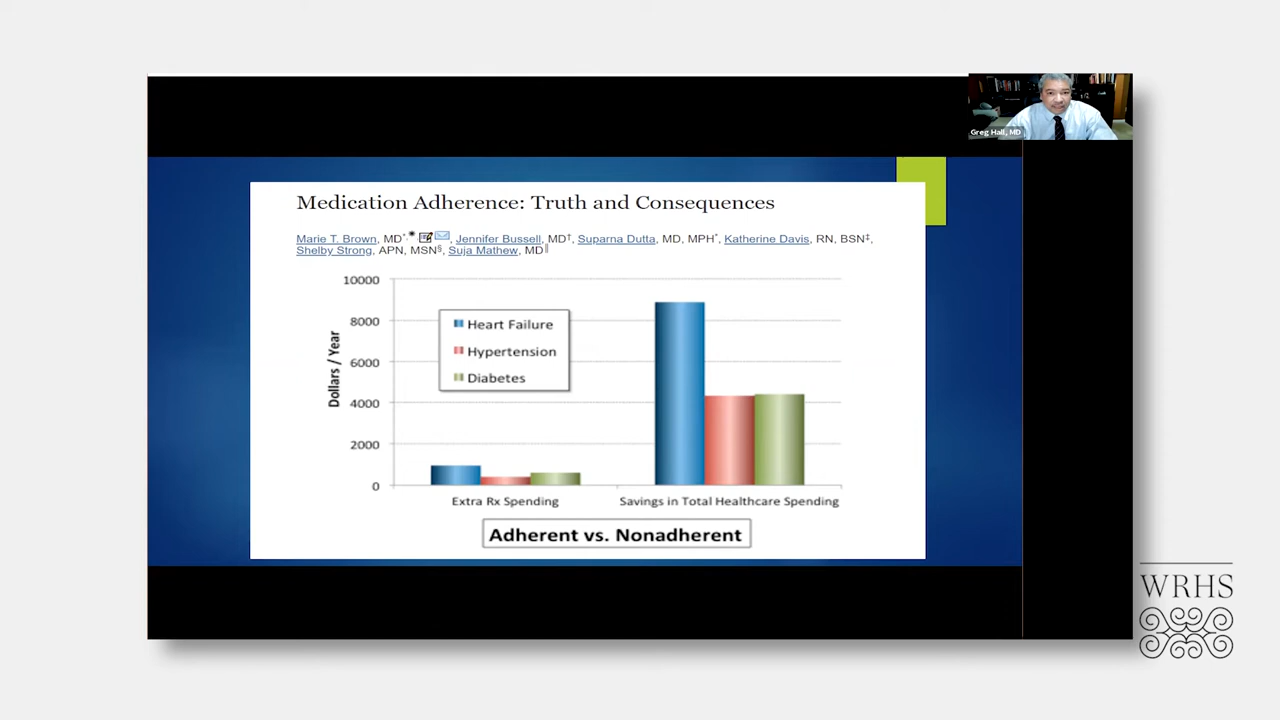 Greg Hall, MD
Medication Adherence: Truth and Consequences
Marie T. Brown, MD*,*, Jennifer Bussell, MD†, Suparna Dutta, MD, MPH*, Katherine Davis, RN, BSN‡,
Shelby Strong, APN, MSN§, Suja Mathew, MD‖
10000
8000
6000
4000
2000
0
Dollars / Year
Heart Failure
Hypertension
Diabetes
Extra Rx Spending
Savings in Total Healthcare Spending
Adherent vs. Nonadherent
WRHS